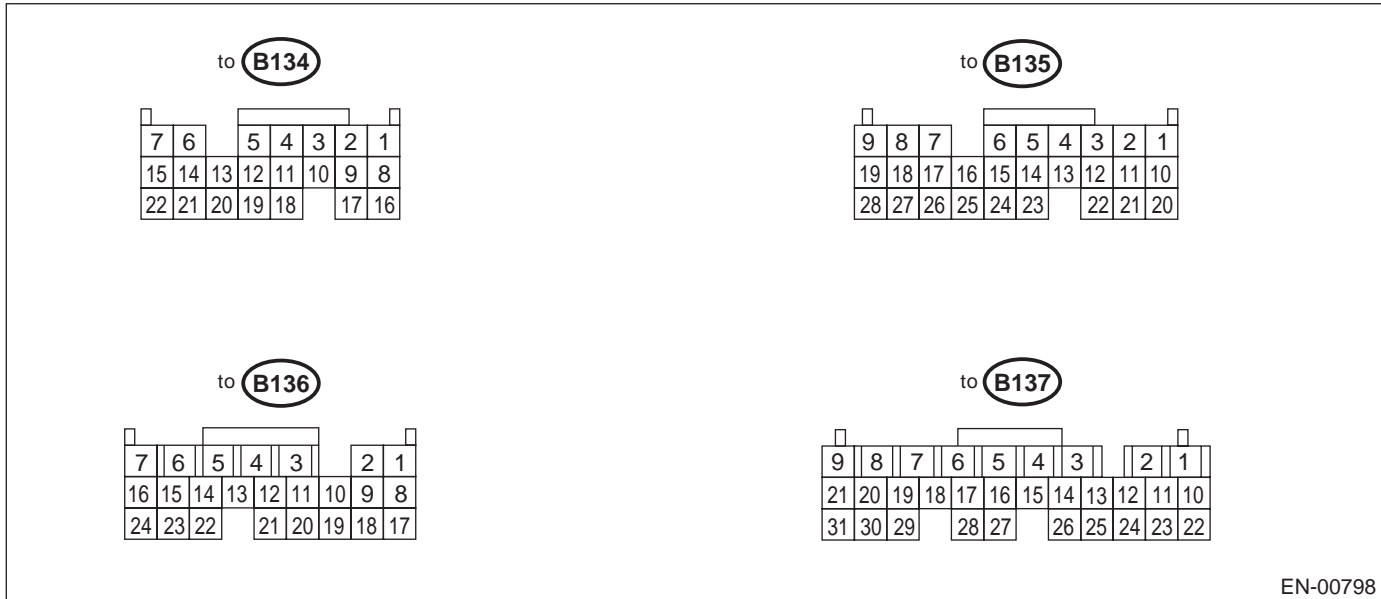 to B134
7 6 5 4 3 2 1
15 14 13 12 11 10 9 8
22 21 20 19 18 17 16
to B135
9 8 7 6 5 4 3 2 1
19 18 17 16 15 14 13 12 11 10
28 27 26 25 24 23 22 21 20
to B136
7 6 5 4 3 2 1
16 15 14 13 12 11 10 9 8
24 23 22 21 20 19 18 17
to B137
9 8 7 6 5 4 3 2 1
21 20 19 18 17 16 15 14 13 12 11 10
31 30 29 28 27 26 25 24 23 22
EN-00798